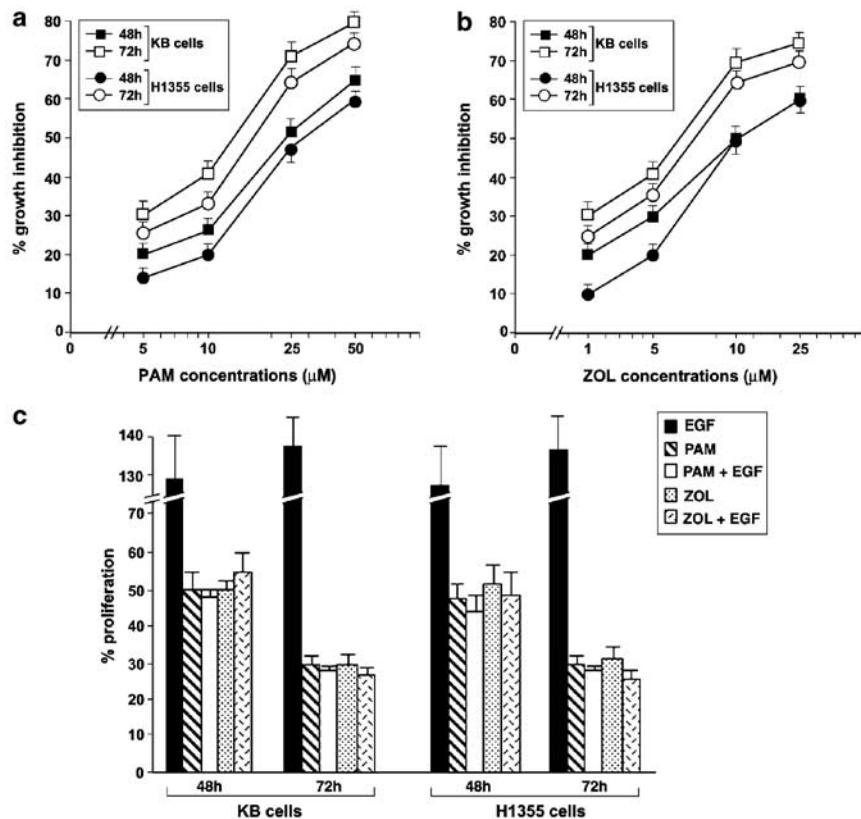 a
80
70
60
50
40
30
20
10
0
% growth inhibition
48h
72h
KB cells
48h
72h
H1355 cells
0 5 10 25 50
PAM concentrations (μM)
b
80
70
60
50
40
30
20
10
0
% growth inhibition
48h
72h
KB cells
48h
72h
H1355 cells
0 1 5 10 25
ZOL concentrations (μM)
c
140
130
70
60
50
40
30
20
10
0
% proliferation
EGF
PAM
PAM + EGF
ZOL
ZOL + EGF
48h 72h 48h 72h
KB cells H1355 cells